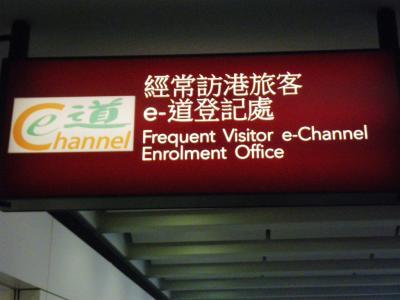 e道
Channel
經常訪港旅客
e-道登記處
Frequent Visitor e-Channel
Enrolment Office